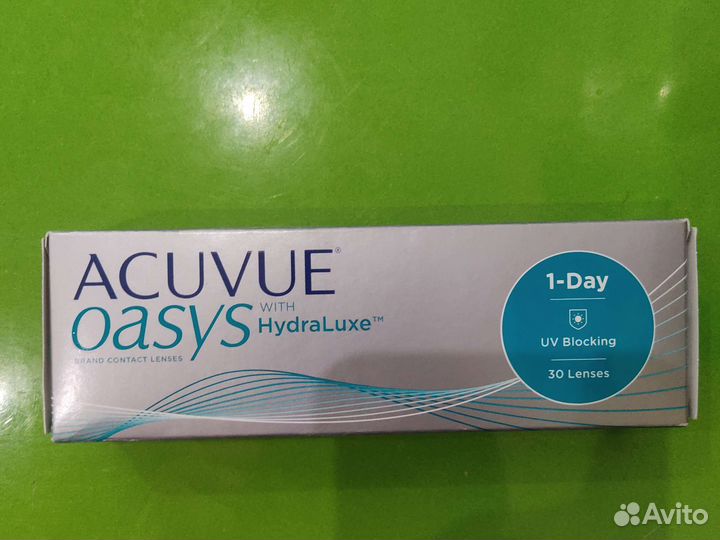 ACUVUE®
oasys WITH HydraLuxe™
BRAND CONTACT LENSES
1-Day
UV Blocking
30 Lenses
Avito